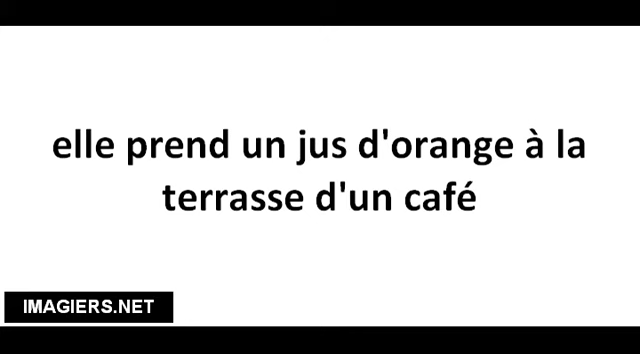 elle prend un jus d'orange à la
terrasse d'un café
IMAGIERS.NET